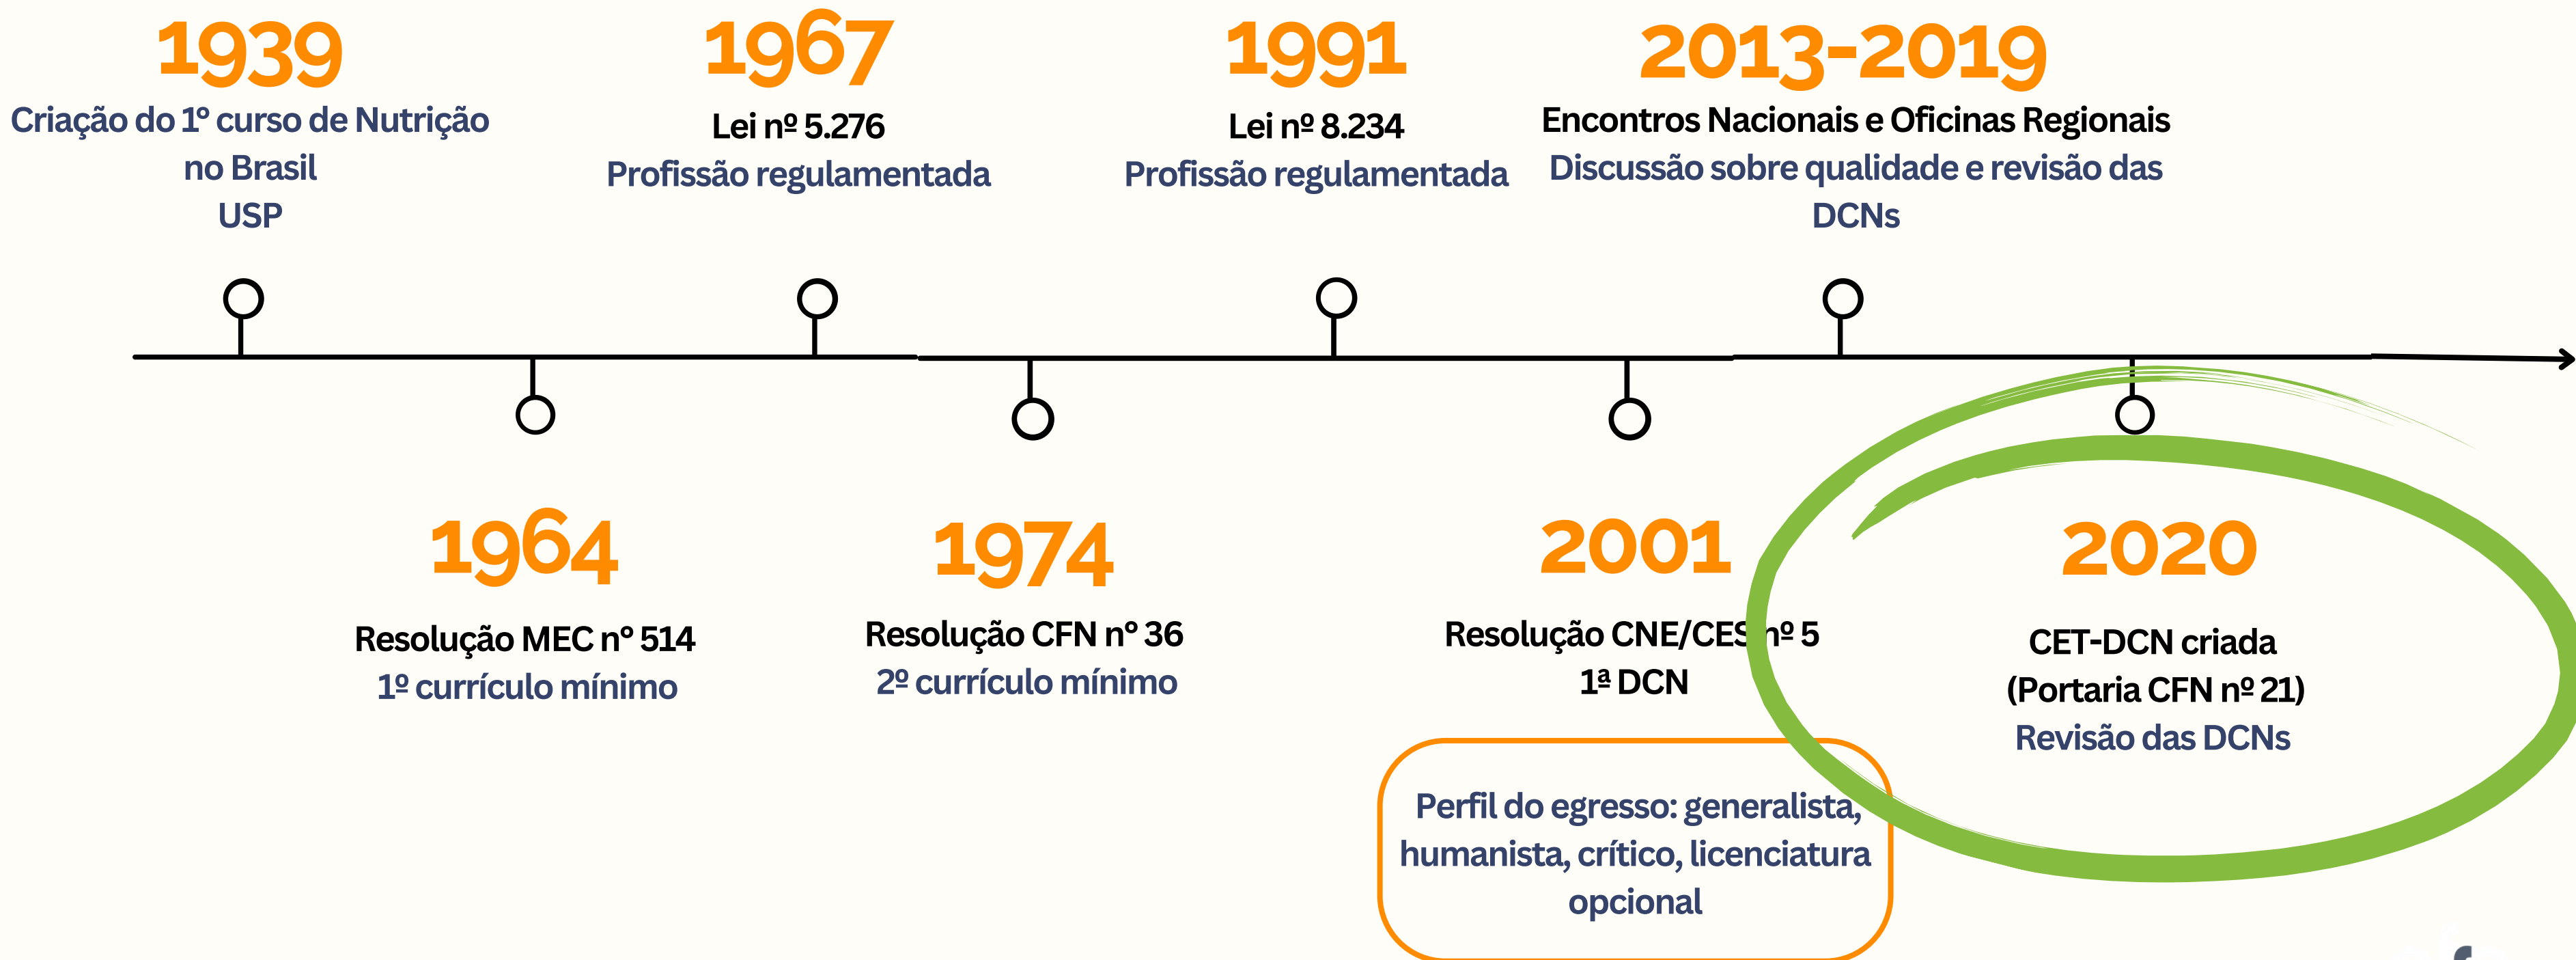 1939
Criação do 1º curso de Nutrição
no Brasil
USP
1967
Lei nº 5.276
Profissão regulamentada
1991
Lei nº 8.234
Profissão regulamentada
2013-2019
Encontros Nacionais e Oficinas Regionais
Discussão sobre qualidade e revisão das
DCNs
1964
Resolução MEC nº 514
1º currículo mínimo
1974
Resolução CFN nº 36
2º currículo mínimo
2001
Resolução CNE/CES nº 5
1ª DCN
Perfil do egresso: generalista,
humanista, crítico, licenciatura
opcional
2020
CET-DCN criada
(Portaria CFN nº 21)
Revisão das DCNs